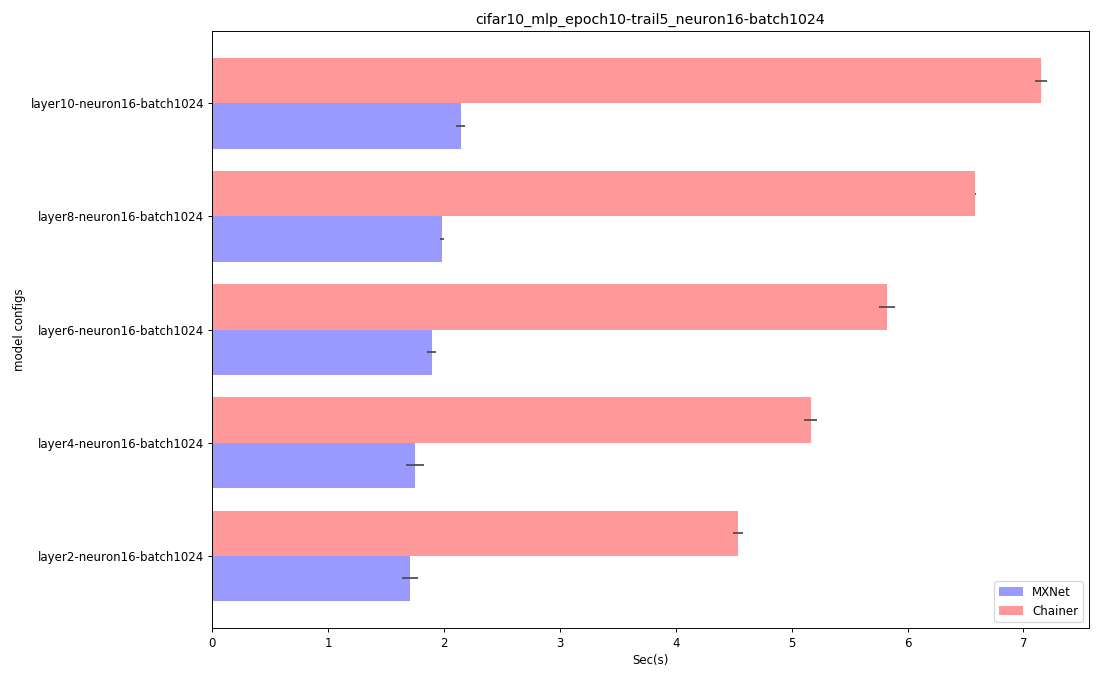 cifar10_mlp_epoch10-trail5_neuron16-batch1024
layer10-neuron16-batch1024
layer8-neuron16-batch1024
layer6-neuron16-batch1024
layer4-neuron16-batch1024
layer2-neuron16-batch1024
model configs
MXNet
Chainer
0 1 2 3 4 5 6 7
Sec(s)